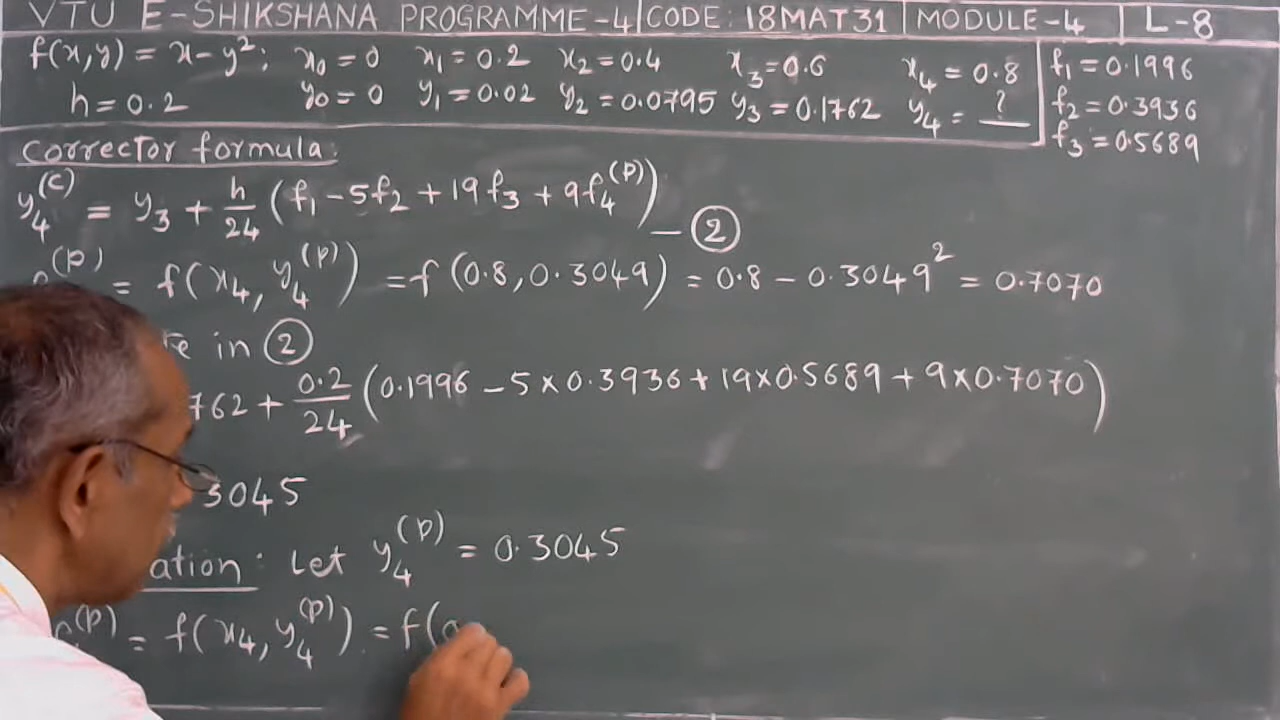 VTU E-SHIKSHANA PROGRAMME-4 | CODE: 18MAT31 | MODULE-4 | L-8
f(x,y) = x-y²; x₀=0 x₁=0.2 x₂=0.4 x₃=0.6 x₄=0.8
h=0.2 y₀=0 y₁=0.02 y₂=0.0795 y₃=0.1762 y₄= ?
f₁=0.1996
f₂=0.3936
f₃=0.5689
Corrector formula:
y₄^(c) = y₃ + h/24 (f₁ - 5f₂ + 19f₃ + 9f₄^(p)) — ②
^(p) = f(x₄, y₄^(p)) = f(0.8, 0.3049) = 0.8 - 0.3049² = 0.7070
in ②
762 + 0.2/24 (0.1996 - 5×0.3936 + 19×0.5689 + 9×0.7070)
3045
ation: Let y₄^(p) = 0.3045
^(p) = f(x₄, y₄^(p)) = f(